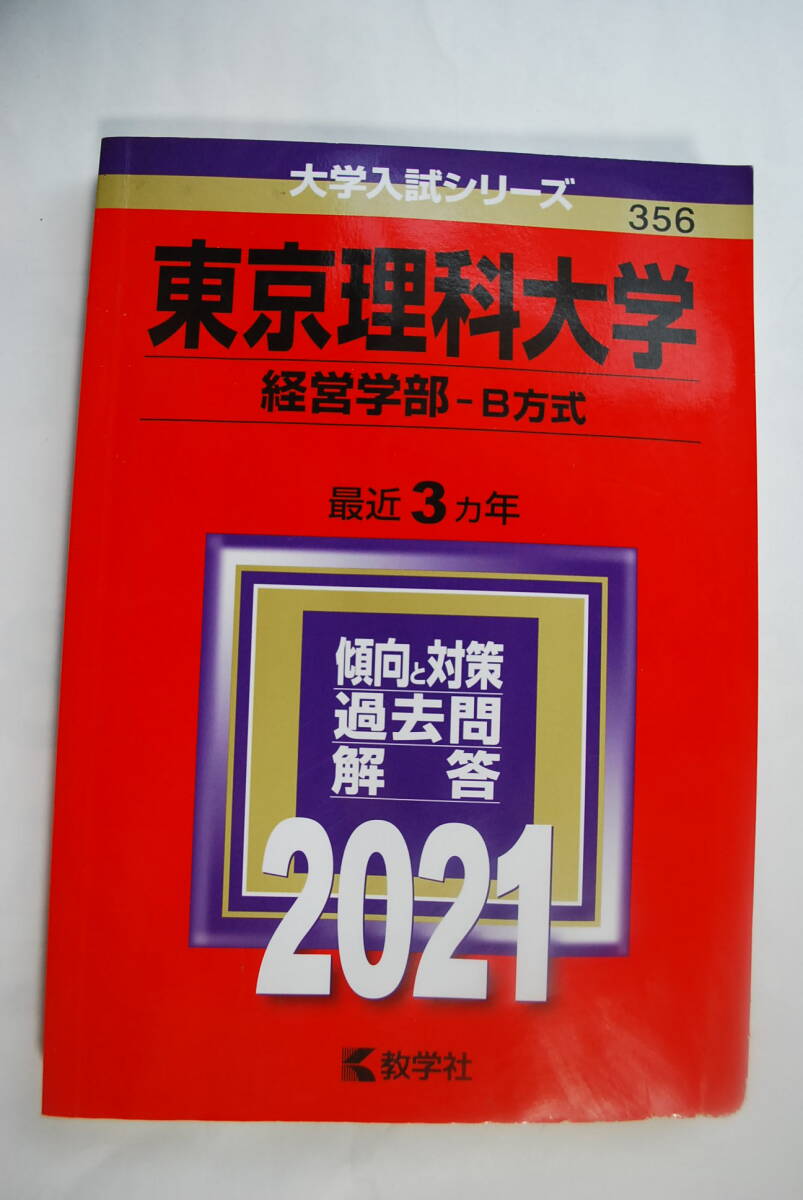 大学入試シリーズ
356
東京理科大学
経営学部－B方式
最近3カ年
傾向と対策
過去問
解答
2021
教学社